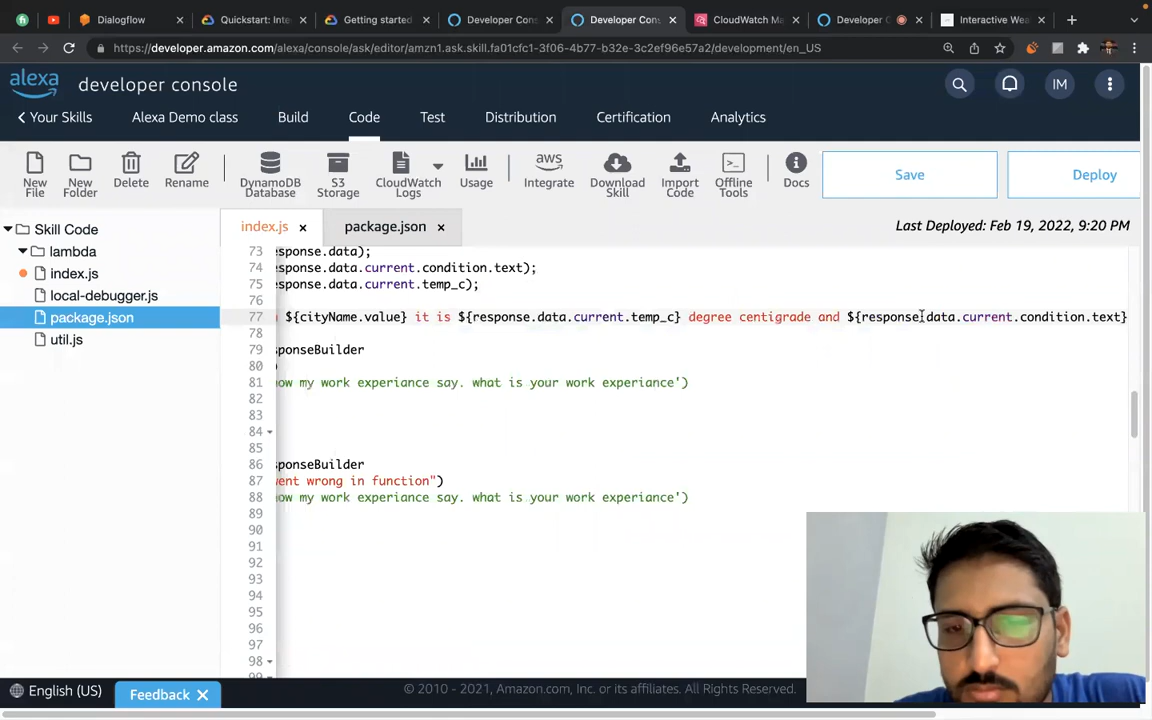 Dialogflow
Quickstart: Inte
Getting started
Developer Cons
Developer Cons
CloudWatch Ma
Developer C
Interactive Wea
https://developer.amazon.com/alexa/console/ask/editor/amzn1.ask.skill.fa01cfc1-3f06-4b77-b32e-3c2ef96e57a2/development/en_US
alexa developer console
IM
Your Skills
Alexa Demo class
Build
Code
Test
Distribution
Certification
Analytics
New File
New Folder
Delete
Rename
DynamoDB Database
S3 Storage
CloudWatch Logs
Usage
aws Integrate
Download Skill
Import Code
Offline Tools
Docs
Save
Deploy
Skill Code
lambda
index.js
local-debugger.js
package.json
util.js
index.js
package.json
Last Deployed: Feb 19, 2022, 9:20 PM
73 esponse.data);
74 esponse.data.current.condition.text);
75 esponse.data.current.temp_c);
76
77 ${cityName.value} it is ${response.data.current.temp_c} degree centigrade and ${response.data.current.condition.text}
78
79 sponseBuilder
80
81 now my work experiance say. what is your work experiance')
82
83
84
85
86 sponseBuilder
87 went wrong in function")
88 now my work experiance say. what is your work experiance')
89
90
91
92
93
94
95
96
97
98
English (US)
Feedback
© 2010 - 2021, Amazon.com, Inc. or its affiliates. All Rights Reserved.